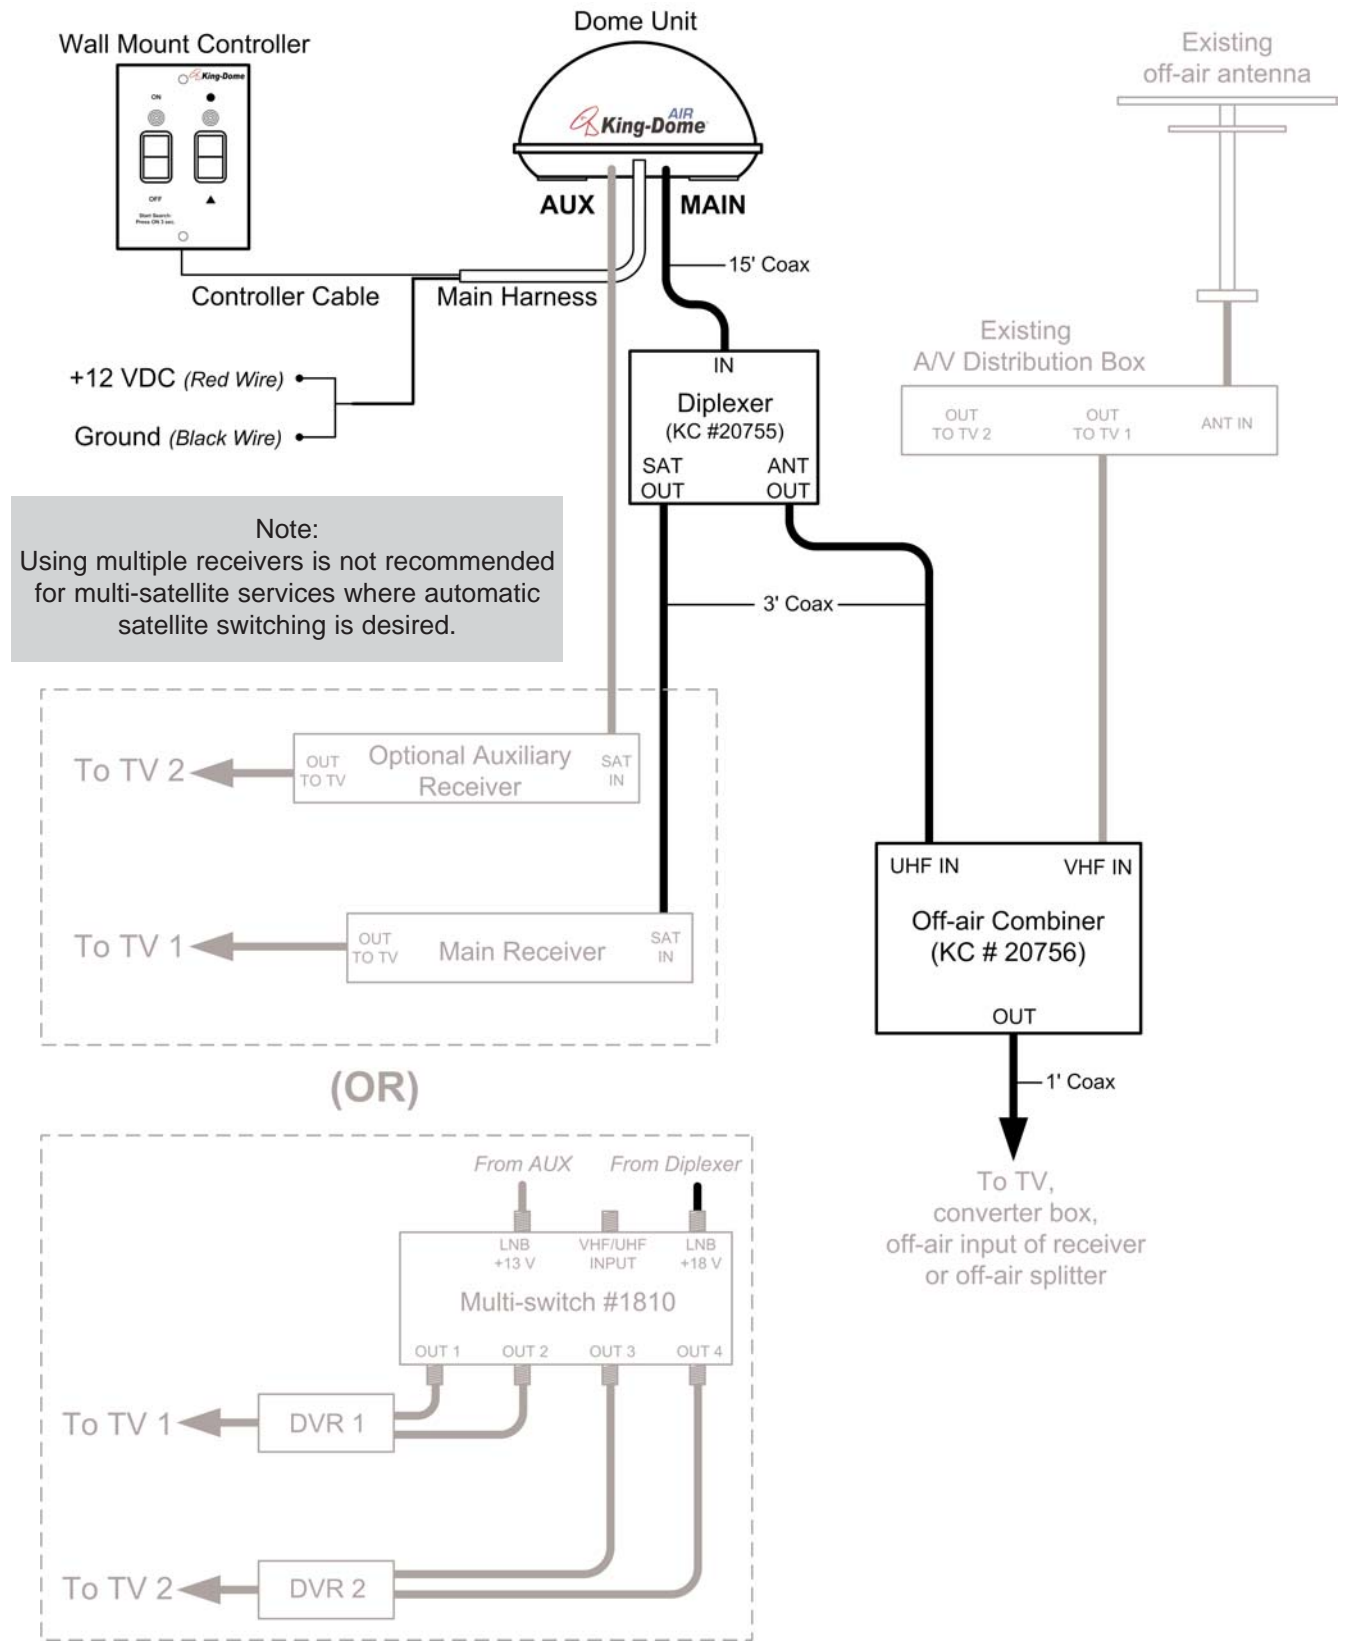 Dome Unit
Wall Mount Controller
King-Dome
ON
OFF
Start Search:
Press ON 3 sec.
AIR
King-Dome
AUX
MAIN
Existing
off-air antenna
15' Coax
Controller Cable
Main Harness
+12 VDC (Red Wire)
Ground (Black Wire)
IN
Diplexer
(KC #20755)
SAT
OUT
ANT
OUT
Existing
A/V Distribution Box
OUT
TO TV 2
OUT
TO TV 1
ANT IN
Note:
Using multiple receivers is not recommended
for multi-satellite services where automatic
satellite switching is desired.
3' Coax
To TV 2
OUT
TO TV
Optional Auxiliary
Receiver
SAT
IN
To TV 1
OUT
TO TV
Main Receiver
SAT
IN
UHF IN
VHF IN
Off-air Combiner
(KC # 20756)
OUT
1' Coax
To TV,
converter box,
off-air input of receiver
or off-air splitter
(OR)
From AUX
From Diplexer
LNB
+13 V
VHF/UHF
INPUT
LNB
+18 V
Multi-switch #1810
OUT 1
OUT 2
OUT 3
OUT 4
To TV 1
DVR 1
To TV 2
DVR 2